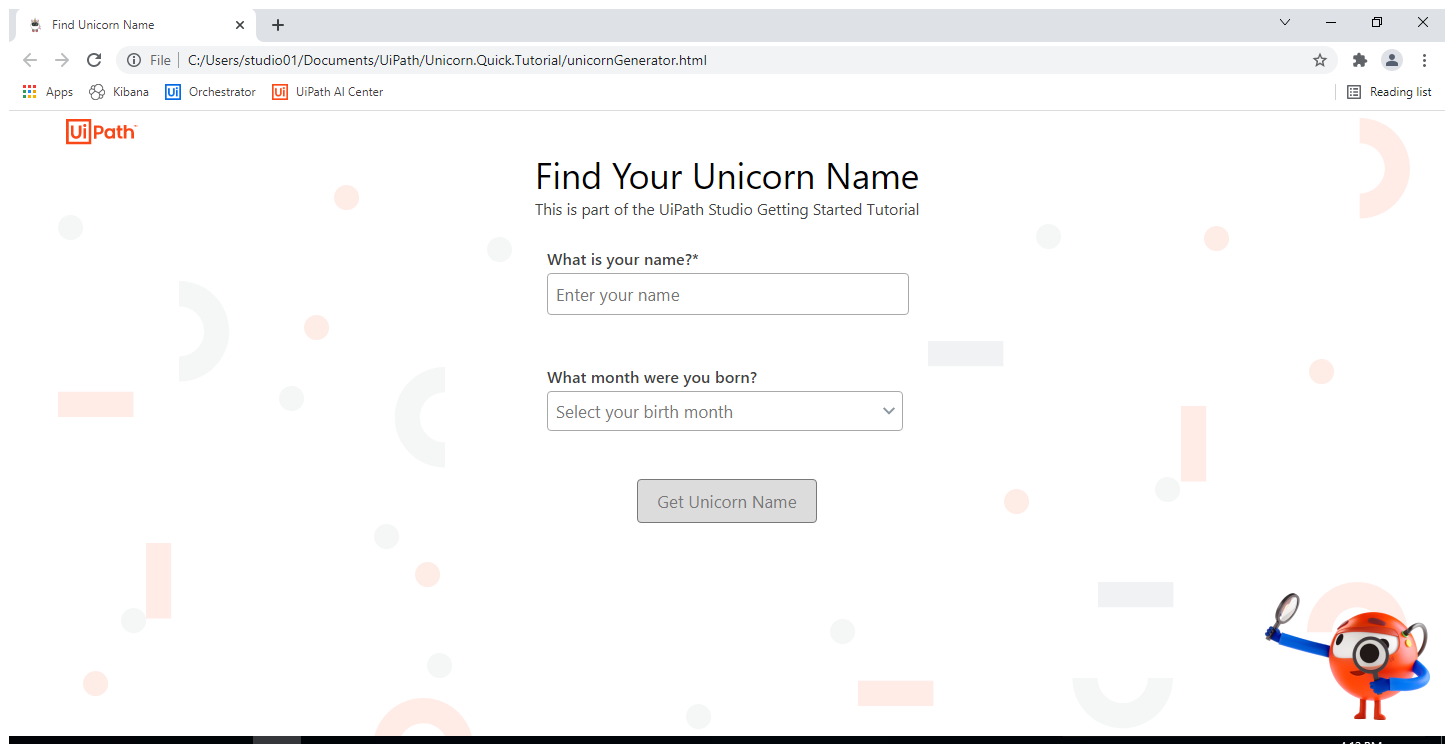 Find Unicorn Name
File
C:/Users/studio01/Documents/UiPath/Unicorn.Quick.Tutorial/unicornGenerator.html
Apps Kibana Ui Orchestrator Ui UiPath AI Center Reading list
UiPath
Find Your Unicorn Name
This is part of the UiPath Studio Getting Started Tutorial
What is your name?*
Enter your name
What month were you born?
Select your birth month
Get Unicorn Name